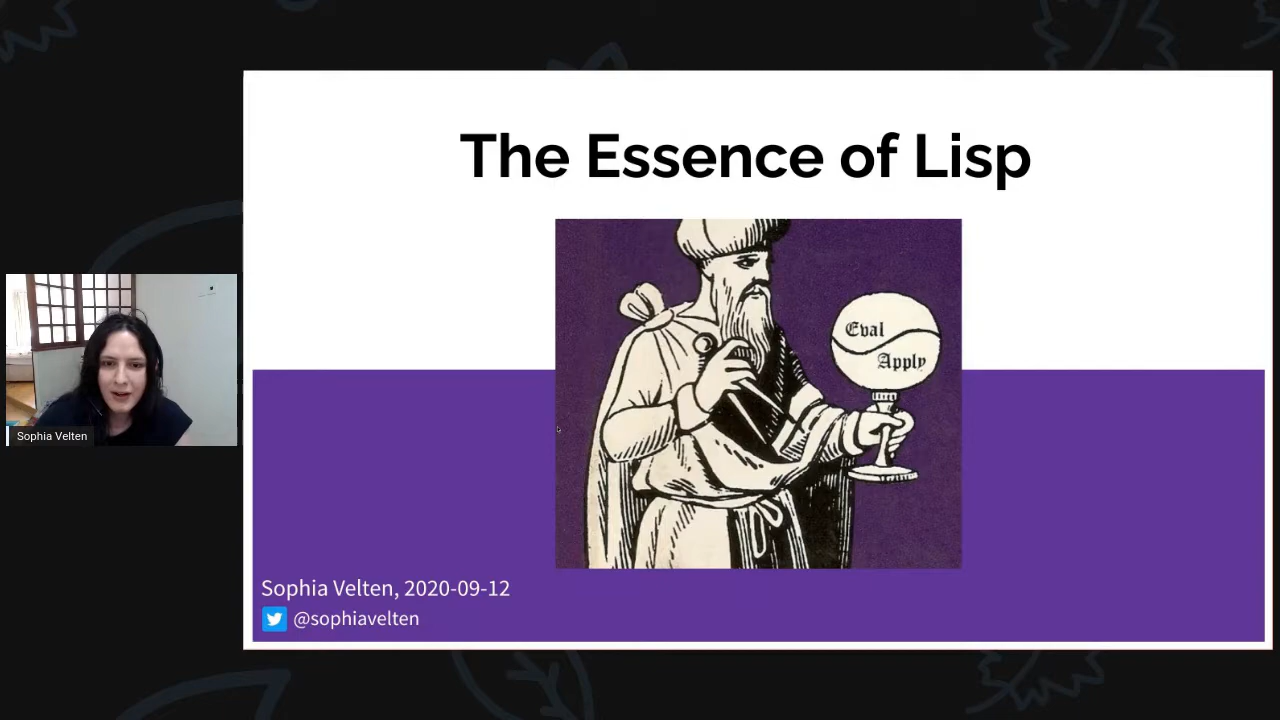 The Essence of Lisp
Eval
Apply
Sophia Velten
Sophia Velten, 2020-09-12
@sophiavelten